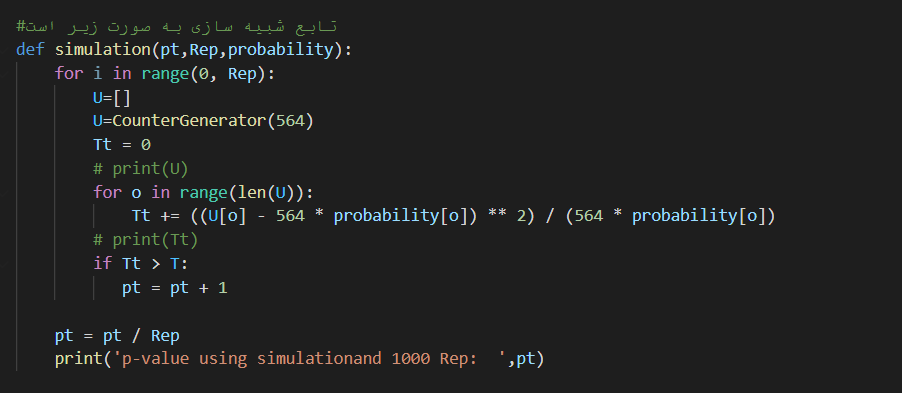 #تابع شبیه سازی به صورت زیر است
def simulation(pt,Rep,probability):
    for i in range(0, Rep):
        U=[]
        U=CounterGenerator(564)
        Tt = 0
        # print(U)
        for o in range(len(U)):
            Tt += ((U[o] - 564 * probability[o]) ** 2) / (564 * probability[o])
        # print(Tt)
        if Tt > T:
           pt = pt + 1
    pt = pt / Rep
    print('p-value using simulationand 1000 Rep:  ',pt)